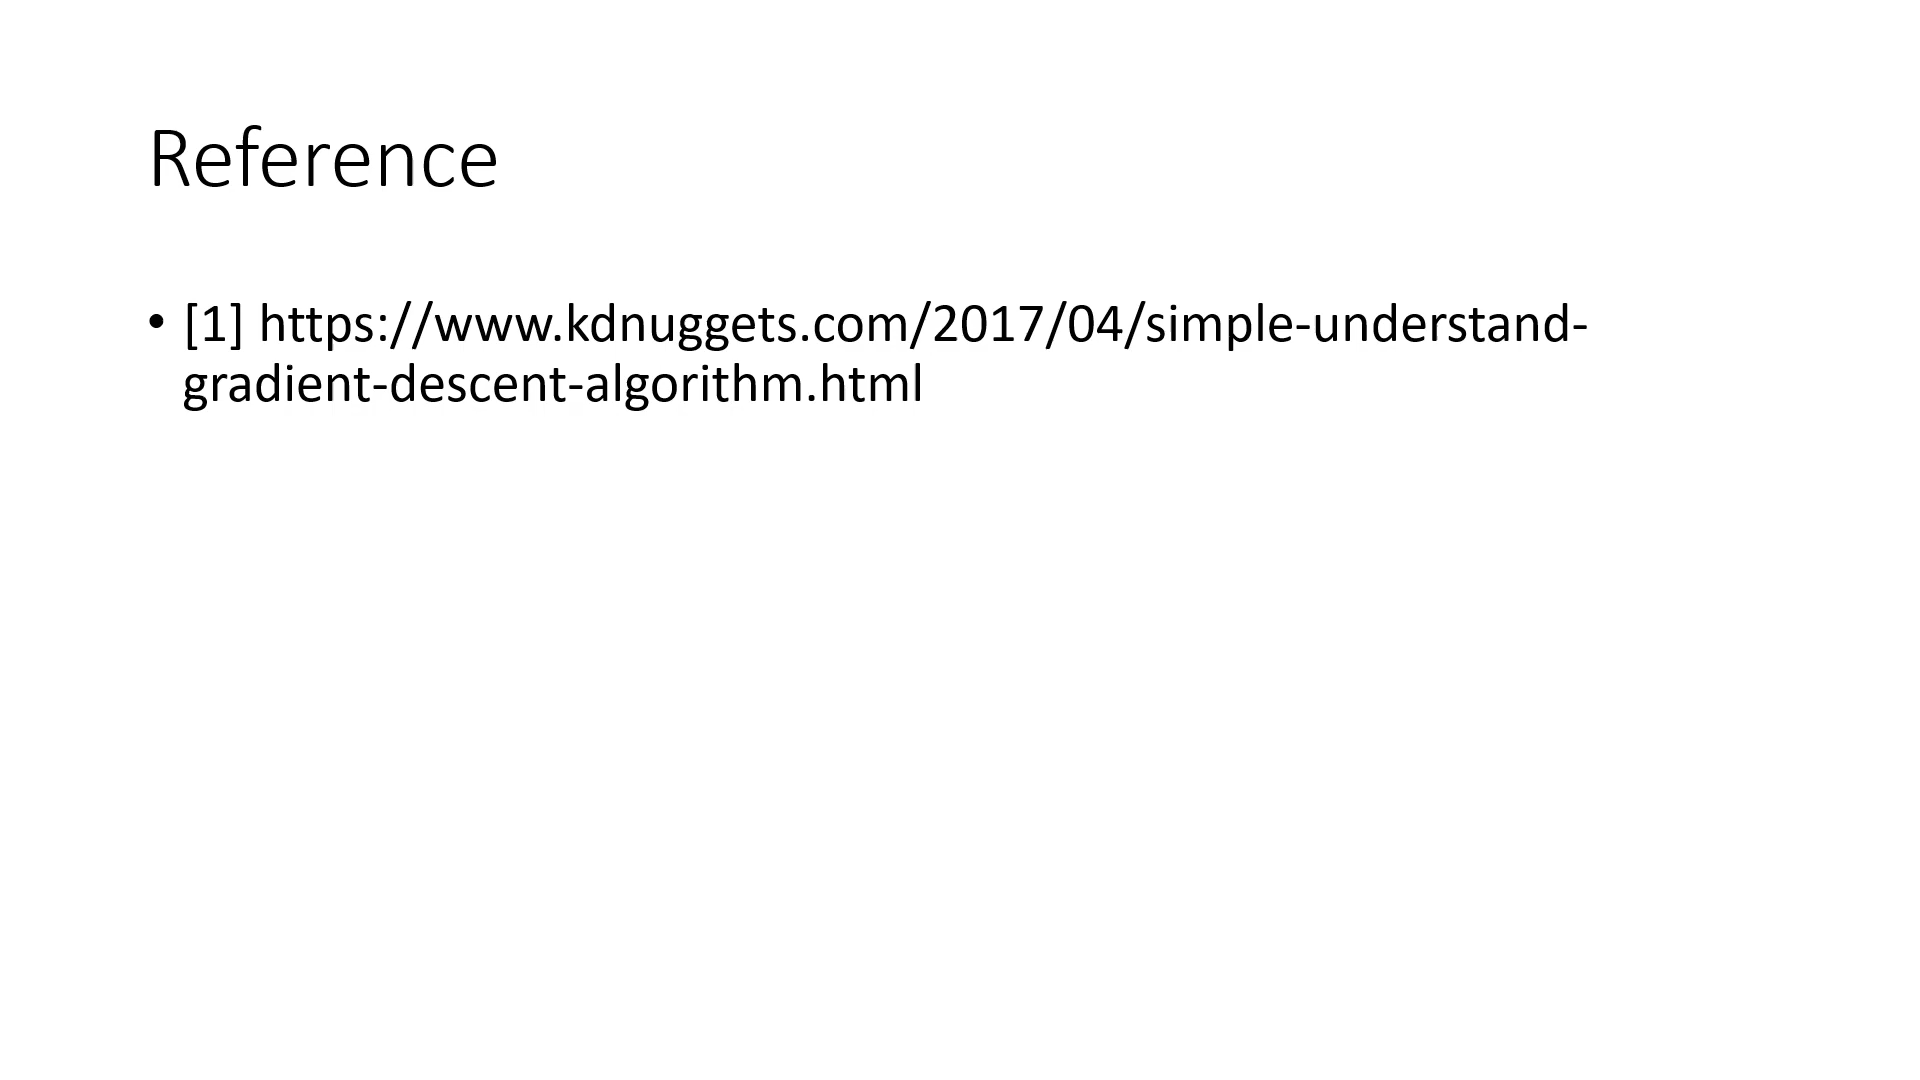 Reference
• [1] https://www.kdnuggets.com/2017/04/simple-understand-
gradient-descent-algorithm.html